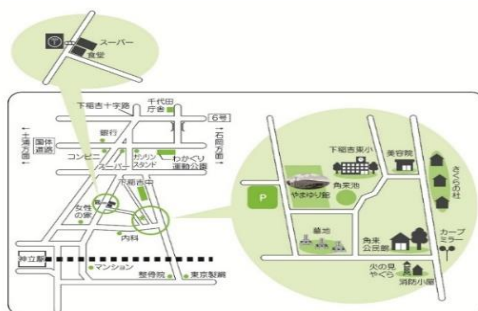 スーパー
食堂
下稲吉十字路
千代田
庁舎
6号
↑土浦方面↓
国体
道路
銀行
コンビニ
スーパー
ガソリン
スタンド
わかぐり
運動公園
↑石岡方面↓
下稲吉中
女性
の家
内科
神立駅
マンション
整骨院
東京製鋼
下稲吉東小
美容院
さくらの杜
やまゆり館
角来池
P
墓地
角来
公民館
カーブ
ミラー
火の見
やぐら
消防小屋